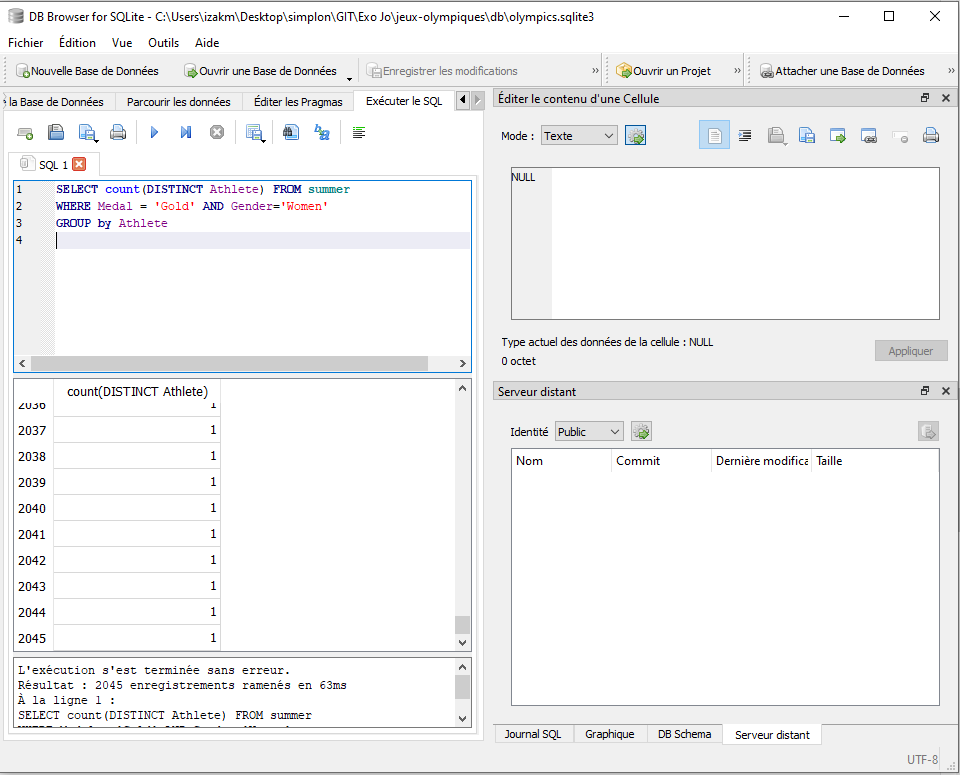 DB Browser for SQLite - C:\Users\izakm\Desktop\simplon\GIT\Exo Jo\jeux-olympiques\db\olympics.sqlite3
Fichier Édition Vue Outils Aide
Nouvelle Base de Données Ouvrir une Base de Données Enregistrer les modifications » Ouvrir un Projet » Attacher une Base de Données »
la Base de Données Parcourir les données Éditer les Pragmas Exécuter le SQL
SQL 1
1 SELECT count(DISTINCT Athlete) FROM summer
2 WHERE Medal = 'Gold' AND Gender='Women'
3 GROUP by Athlete
4
count(DISTINCT Athlete)
2036 1
2037 1
2038 1
2039 1
2040 1
2041 1
2042 1
2043 1
2044 1
2045 1
L'exécution s'est terminée sans erreur.
Résultat : 2045 enregistrements ramenés en 63ms
À la ligne 1 :
SELECT count(DISTINCT Athlete) FROM summer
Éditer le contenu d'une Cellule
Mode : Texte
NULL
Type actuel des données de la cellule : NULL
0 octet
Appliquer
Serveur distant
Identité Public
Nom Commit Dernière modifica Taille
Journal SQL Graphique DB Schema Serveur distant
UTF-8